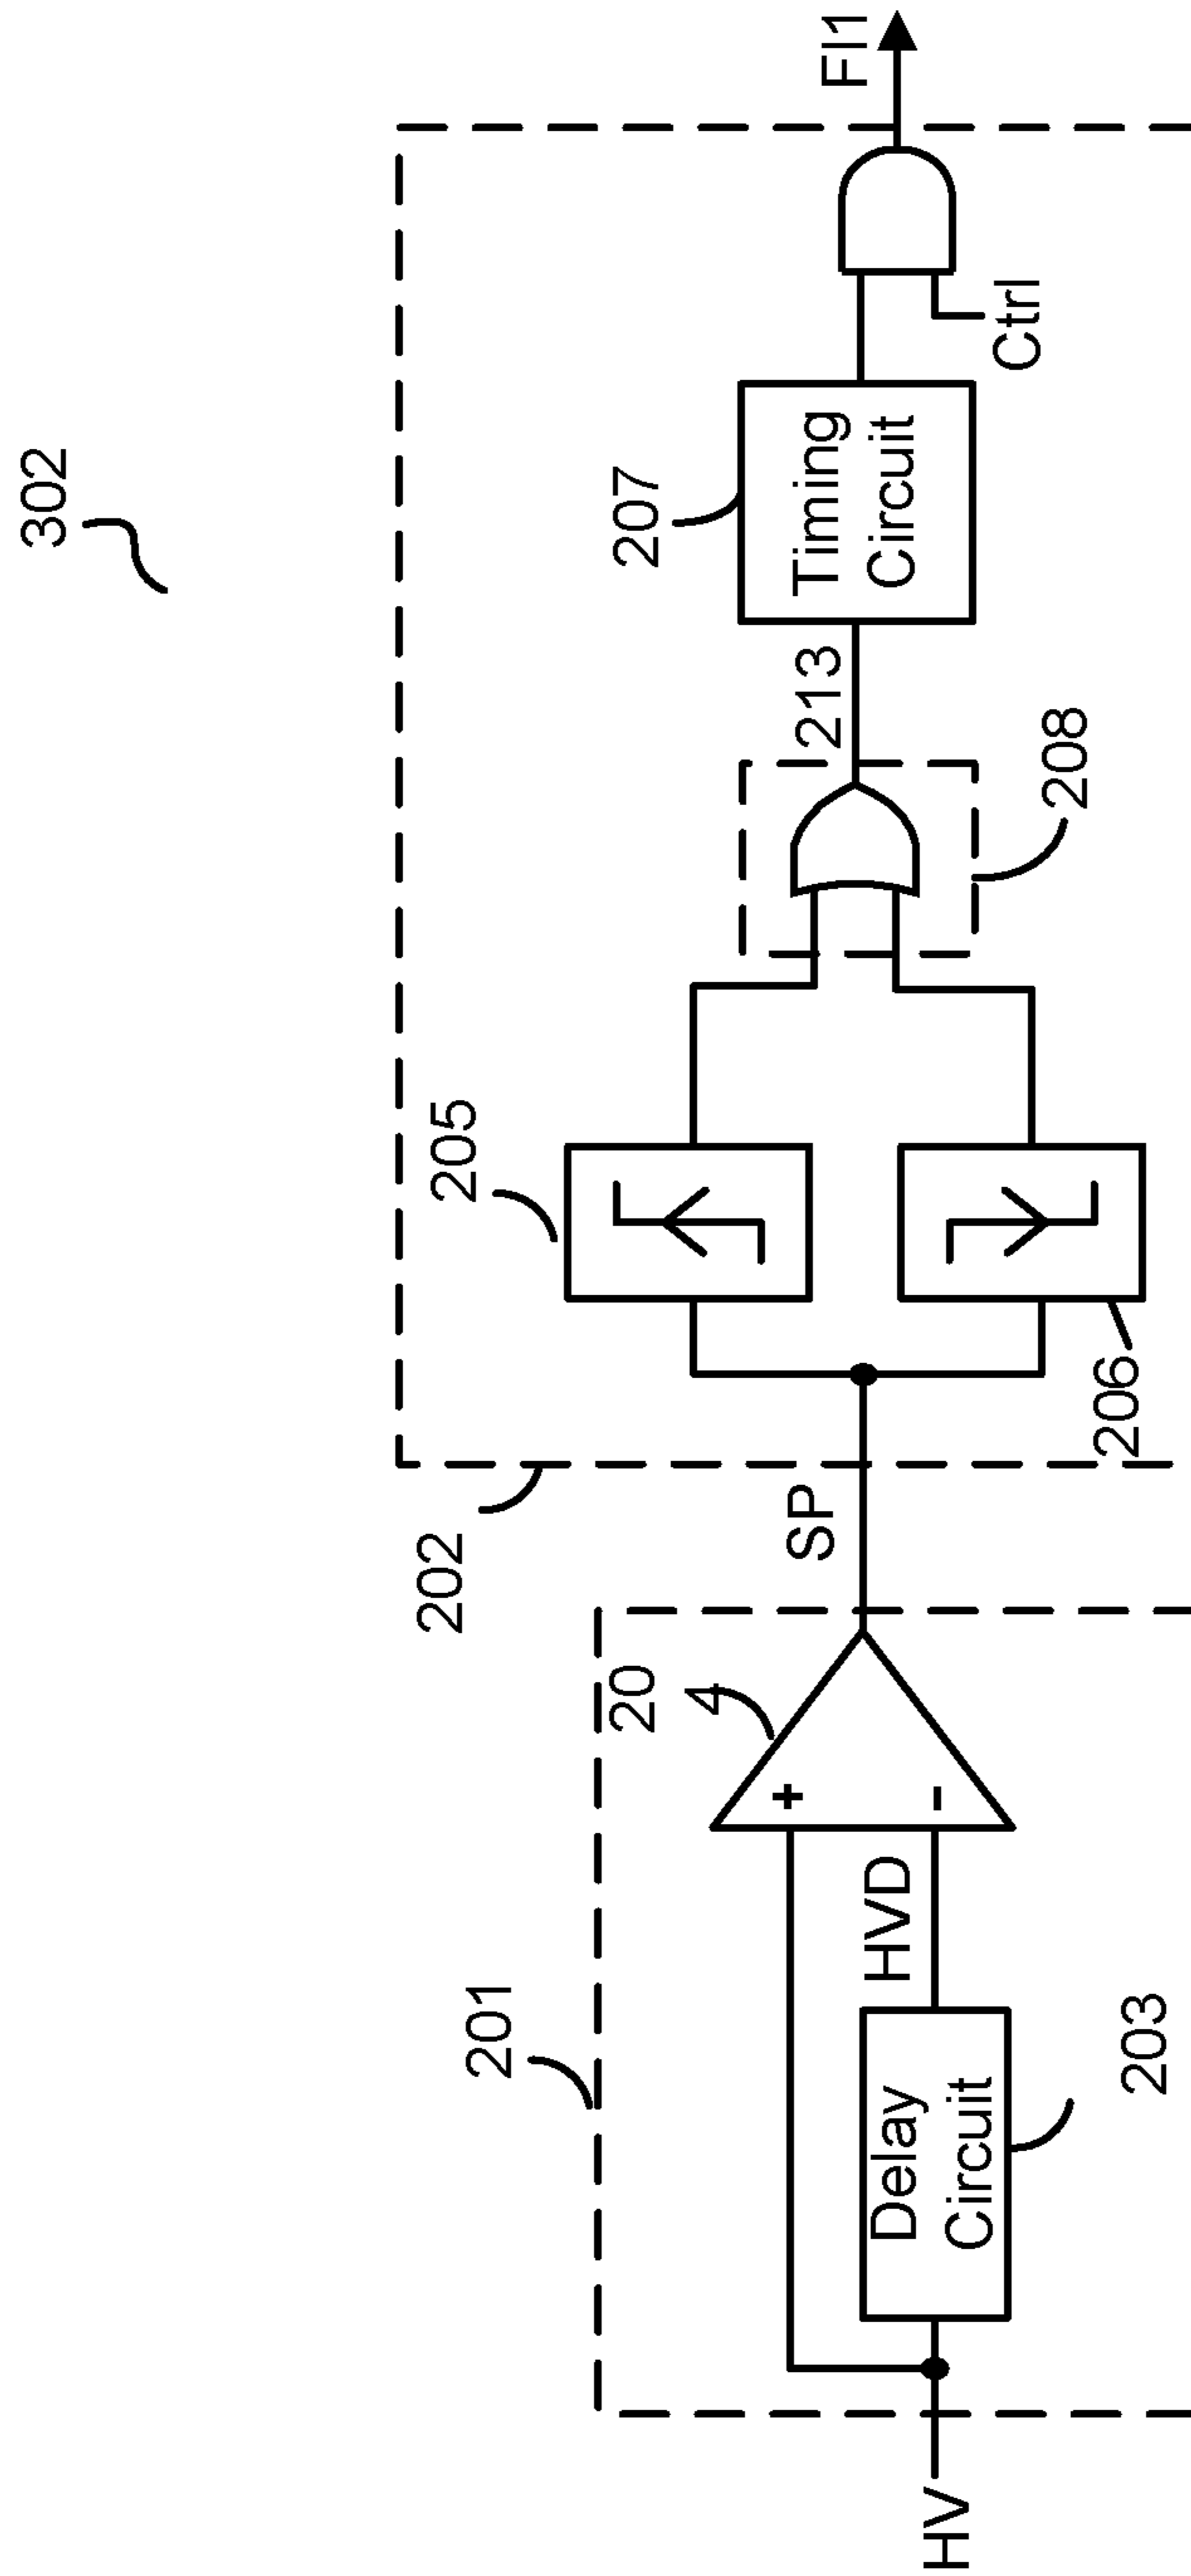 302
202
205
207
FI1
201
20
4
+
-
SP
213
Timing
Circuit
Ctrl
208
206
HVD
Delay
Circuit
203
HV